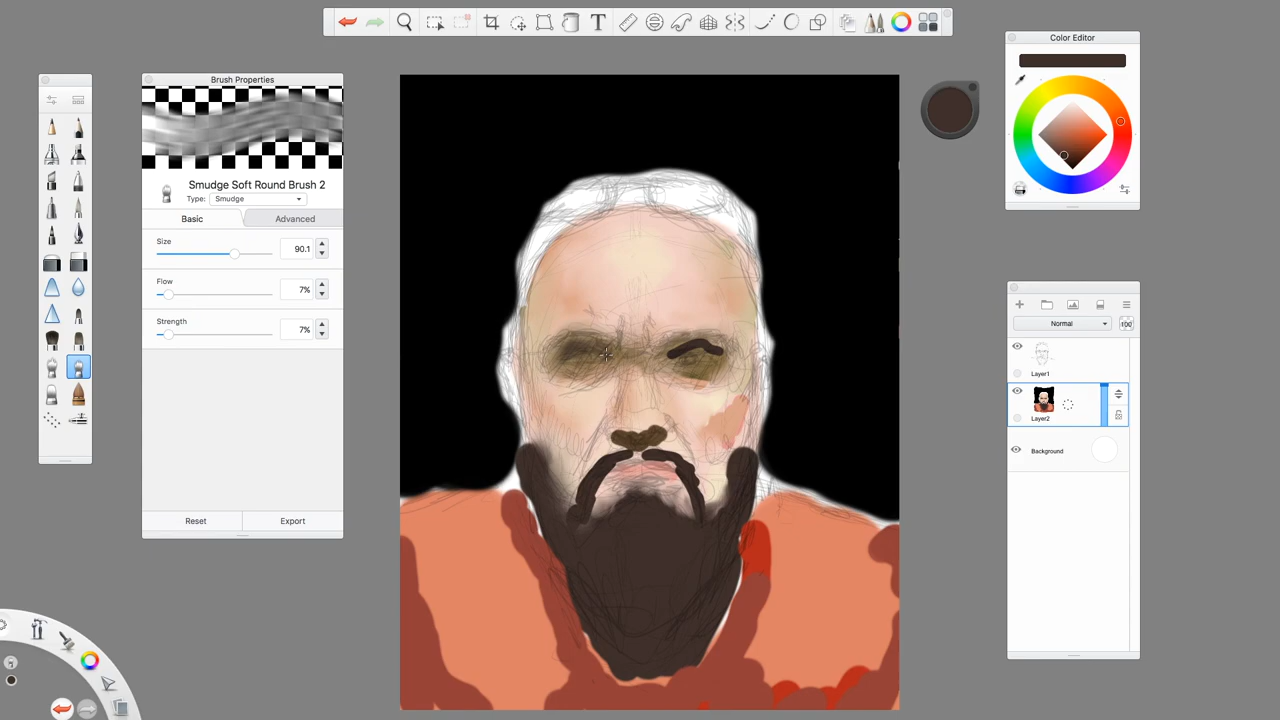 T
Brush Properties
Smudge Soft Round Brush 2
Type: Smudge
Basic Advanced
Size
90.1
Flow
7%
Strength
7%
Reset Export
Color Editor
Normal
Layer1
Layer2
Background